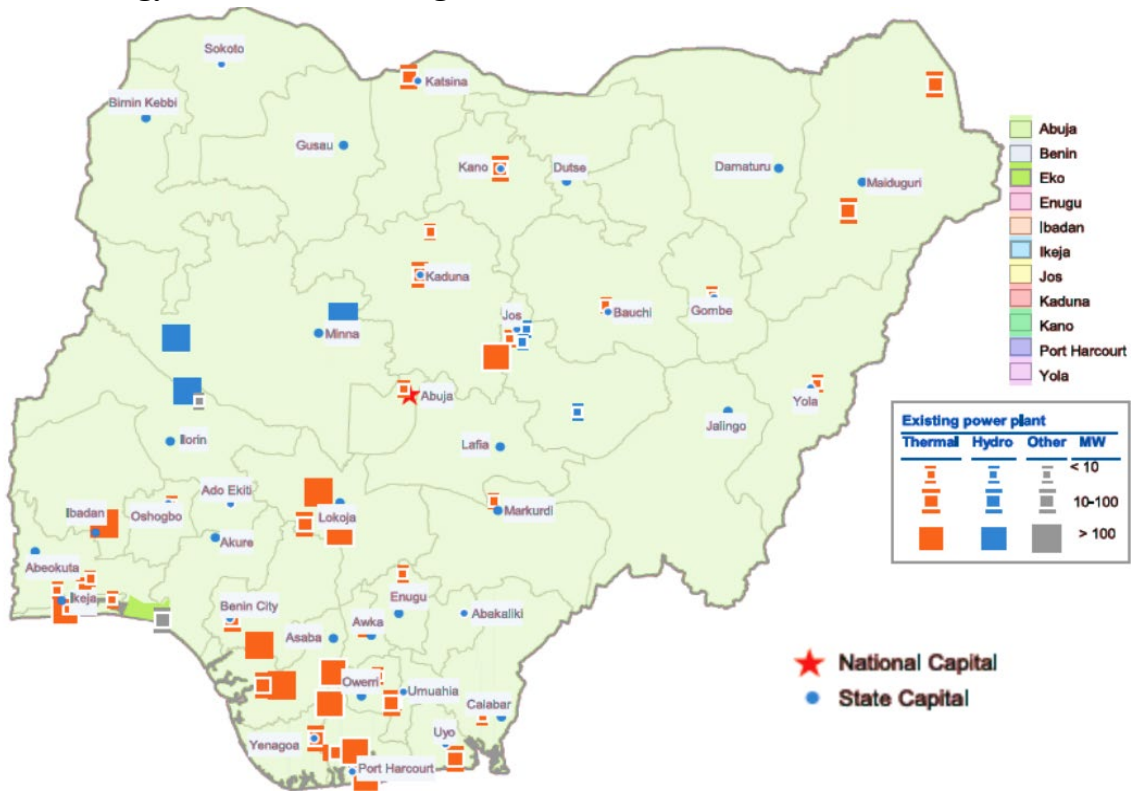 Sokoto
Katsina
Birnin Kebbi
Gusau
Kano
Dutse
Damaturu
Maiduguri
Kaduna
Minna
Jos
Bauchi
Gombe
Abuja
Yola
Ilorin
Lafia
Jalingo
Ado Ekiti
Ibadan
Oshogbo
Lokoja
Markurdi
Akure
Abeokuta
Ikeja
Enugu
Benin City
Abakaliki
Asaba
Awka
Owerri
Umuahia
Calabar
Yenagoa
Uyo
Port Harcourt
Abuja
Benin
Eko
Enugu
Ibadan
Ikeja
Jos
Kaduna
Kano
Port Harcourt
Yola
Existing power plant
Thermal Hydro Other MW
< 10
10-100
> 100
National Capital
State Capital